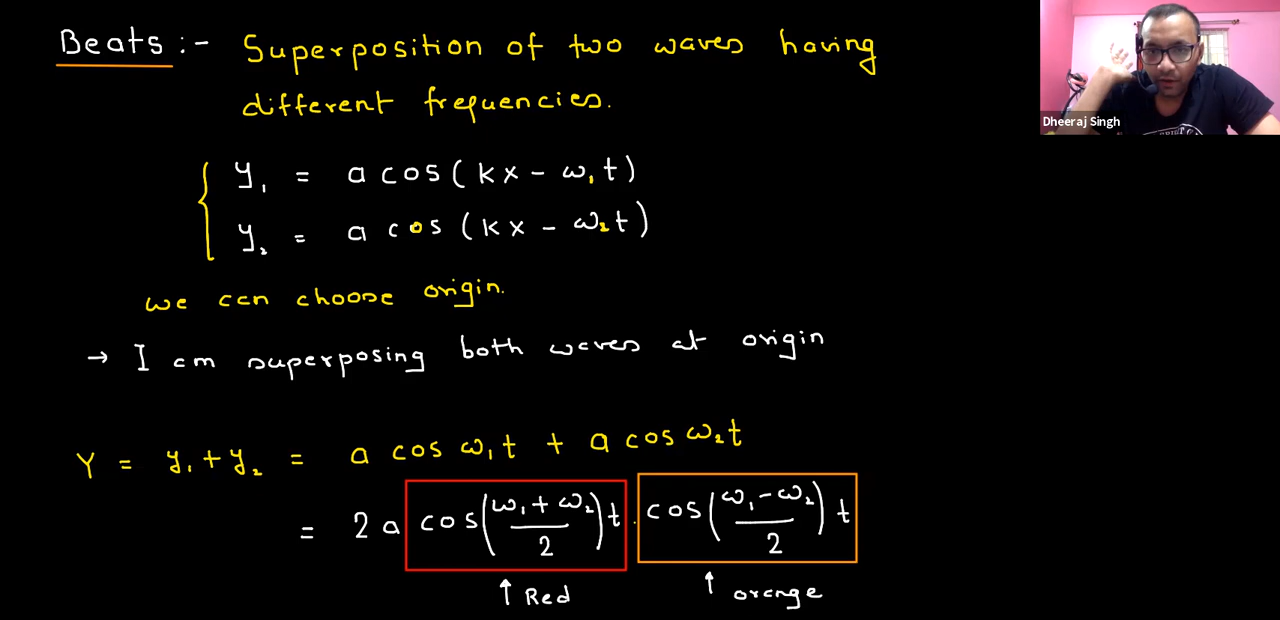 Beats :- Superposition of two waves having
different frequencies.
Dheeraj Singh
y₁ = a cos(kx - ω₁t)
y₂ = a cos(kx - ω₂t)
we can choose origin.
→ I am superposing both waves at origin
Y = y₁ + y₂ = a cos ω₁t + a cos ω₂t
= 2a cos((ω₁ + ω₂)/2)t . cos((ω₁ - ω₂)/2)t
↑ Red ↑ orange